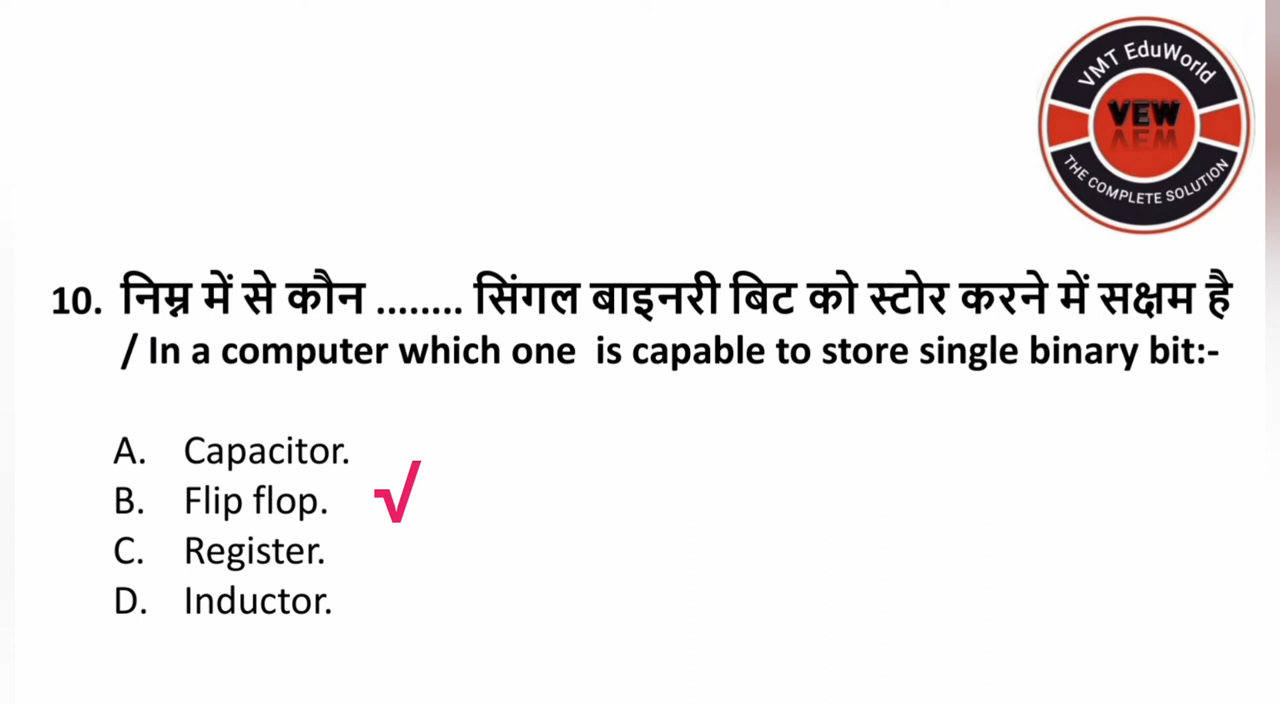 VMT EduWorld
VEW
THE COMPLETE SOLUTION
10. निम्न में से कौन ........ सिंगल बाइनरी बिट को स्टोर करने में सक्षम है
/ In a computer which one is capable to store single binary bit:-
A. Capacitor.
B. Flip flop. √
C. Register.
D. Inductor.